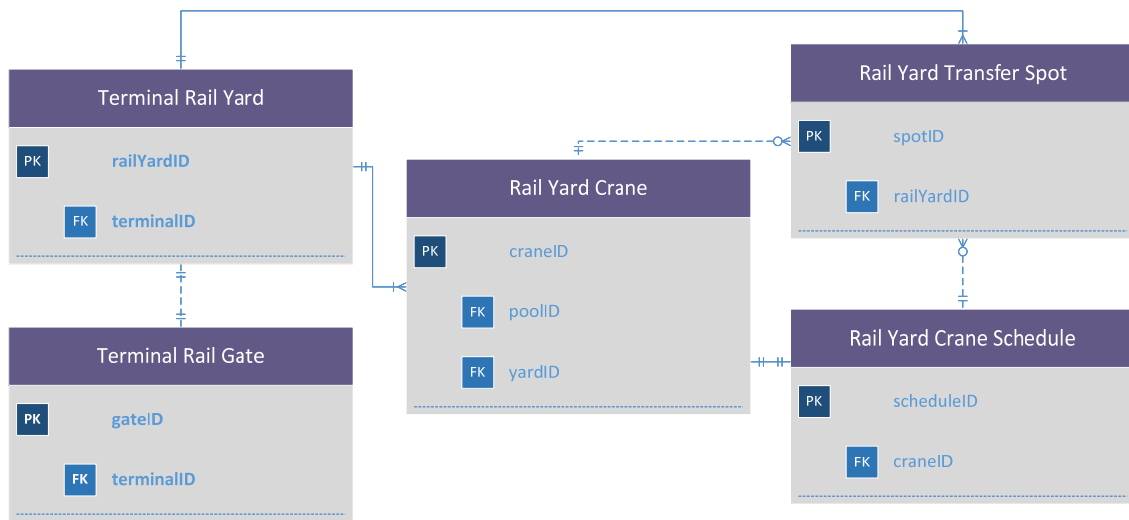 Terminal Rail Yard
PK railYardID
FK terminalID
Terminal Rail Gate
PK gateID
FK terminalID
Rail Yard Crane
PK craneID
FK poolID
FK yardID
Rail Yard Transfer Spot
PK spotID
FK railYardID
Rail Yard Crane Schedule
PK scheduleID
FK craneID